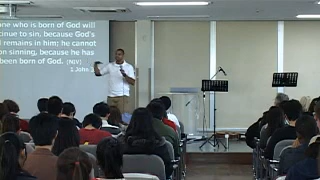 one who is born of God will
continue to sin, because God's
remains in him; he cannot
on sinning, because he has
been born of God. (NIV)
1 John